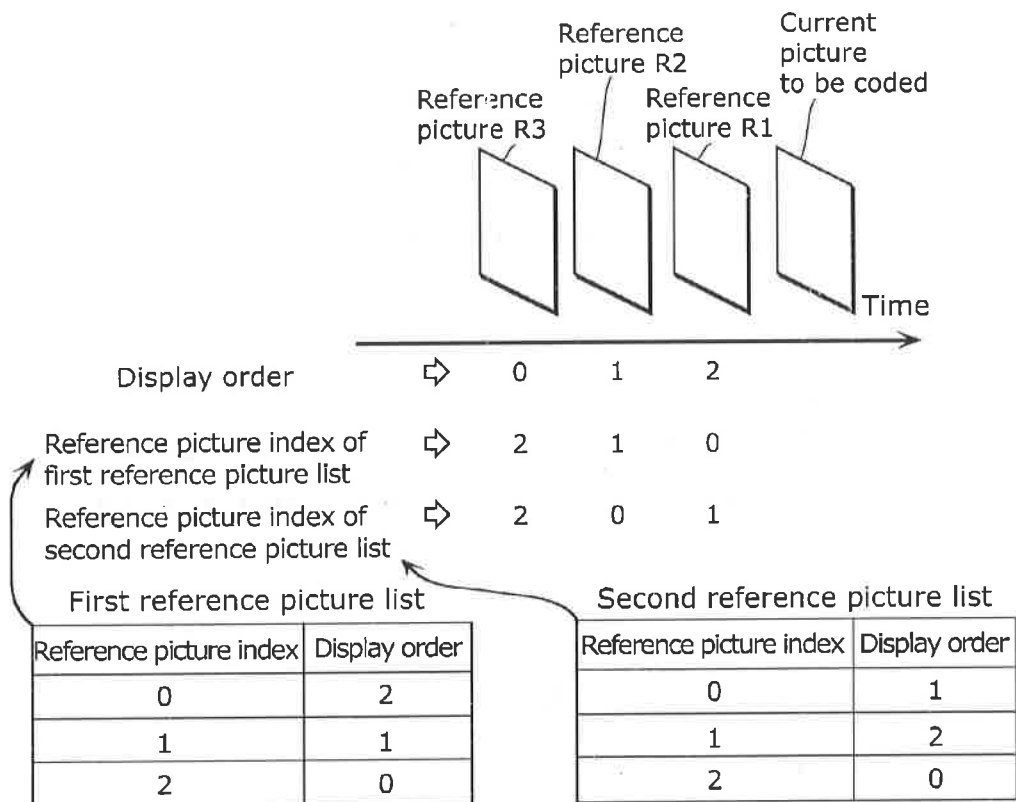 Reference
picture R3
Reference
picture R2
Reference
picture R1
Current
picture
to be coded
Time
Display order ⇨ 0 1 2
Reference picture index of
first reference picture list ⇨ 2 1 0
Reference picture index of
second reference picture list ⇨ 2 0 1
First reference picture list
Reference picture index Display order
0 2
1 1
2 0
Second reference picture list
Reference picture index Display order
0 1
1 2
2 0